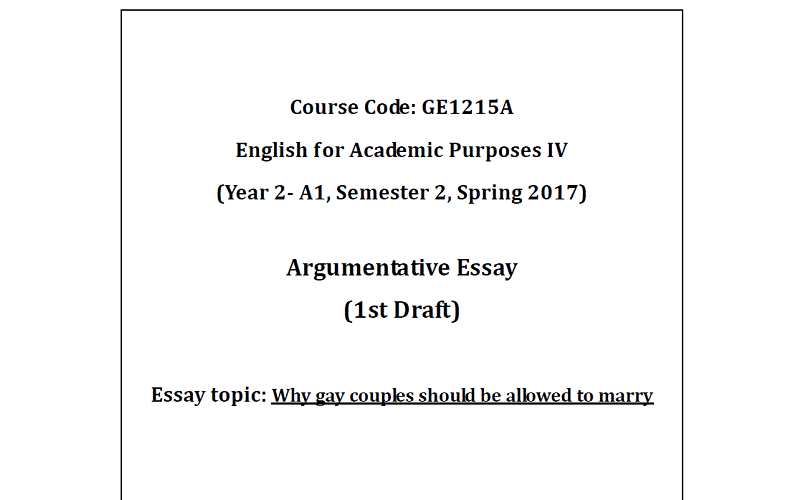 Course Code: GE1215A
English for Academic Purposes IV
(Year 2- A1, Semester 2, Spring 2017)
Argumentative Essay
(1st Draft)
Essay topic: Why gay couples should be allowed to marry